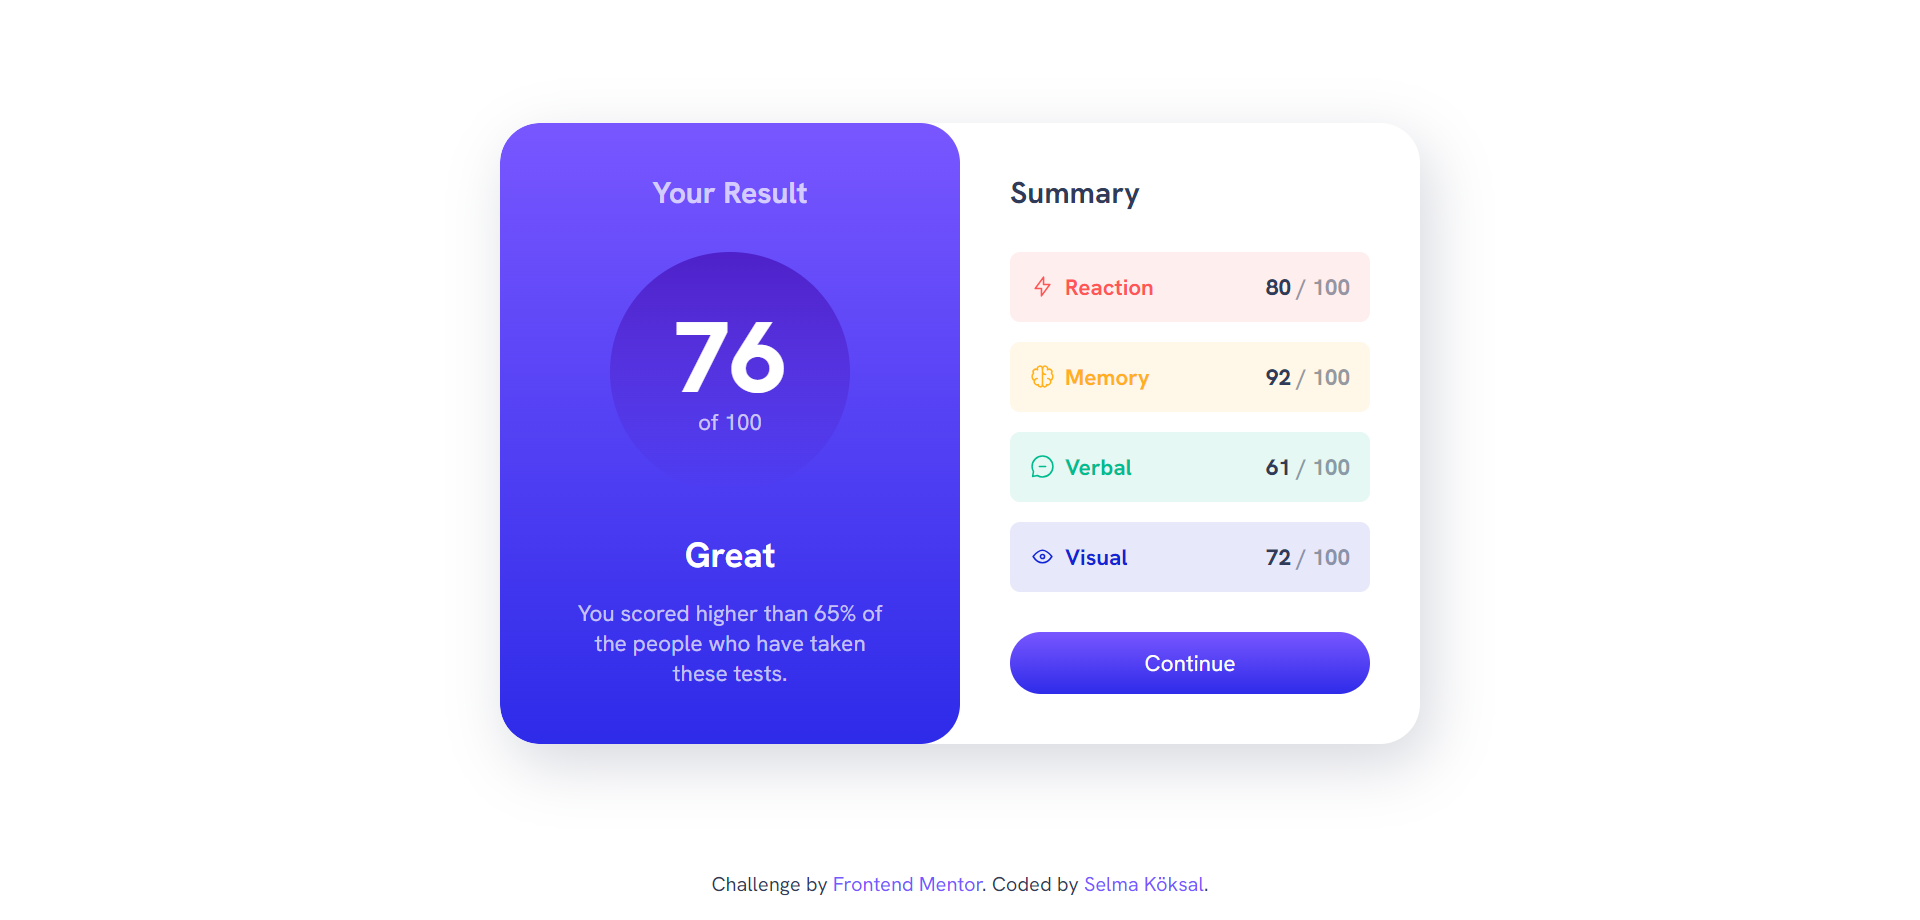 Your Result
76
of 100
Great
You scored higher than 65% of
the people who have taken
these tests.
Summary
Reaction 80 / 100
Memory 92 / 100
Verbal 61 / 100
Visual 72 / 100
Continue
Challenge by Frontend Mentor. Coded by Selma Köksal.